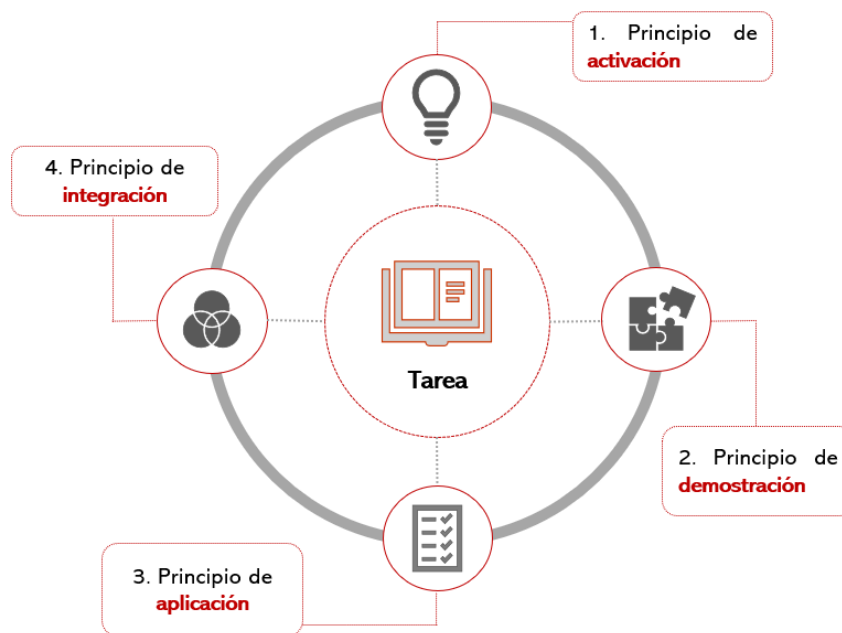 1. Principio de
activación
4. Principio de
integración
Tarea
2. Principio de
demostración
3. Principio de
aplicación